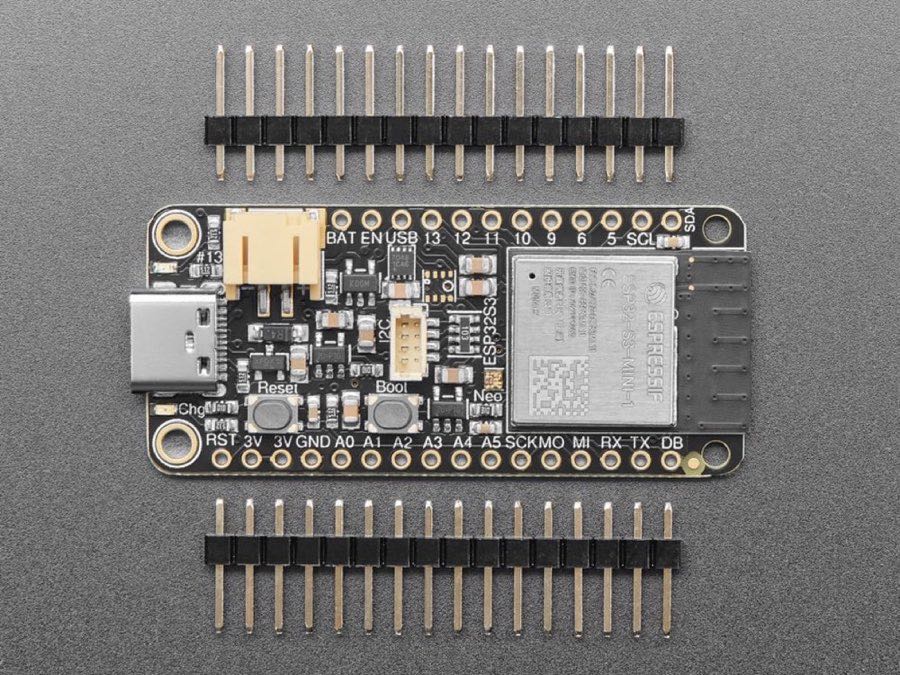 SDA
BAT EN USB 13 12 11 10 9 6 5 SCL
#13
I2C
ESP32S3
CE
ESPRESSIF
ESP32-S3-MINI-1
Reset
Boot
Neo
Chg
RST 3V 3V GND A0 A1 A2 A3 A4 A5 SCK MO MI RX TX DB